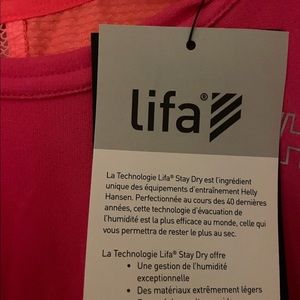 lifa®
La Technologie Lifa® Stay Dry est l'ingrédient
unique des équipements d'entraînement Helly
Hansen. Perfectionnée au cours des 40 dernières
années, cette technologie d'évacuation de
l'humidité est la plus efficace au monde, celle qui
vous permettra de rester le plus au sec.
La Technologie Lifa® Stay Dry offre
• Une gestion de l'humidité
exceptionnelle
• Des matériaux extrêmement légers